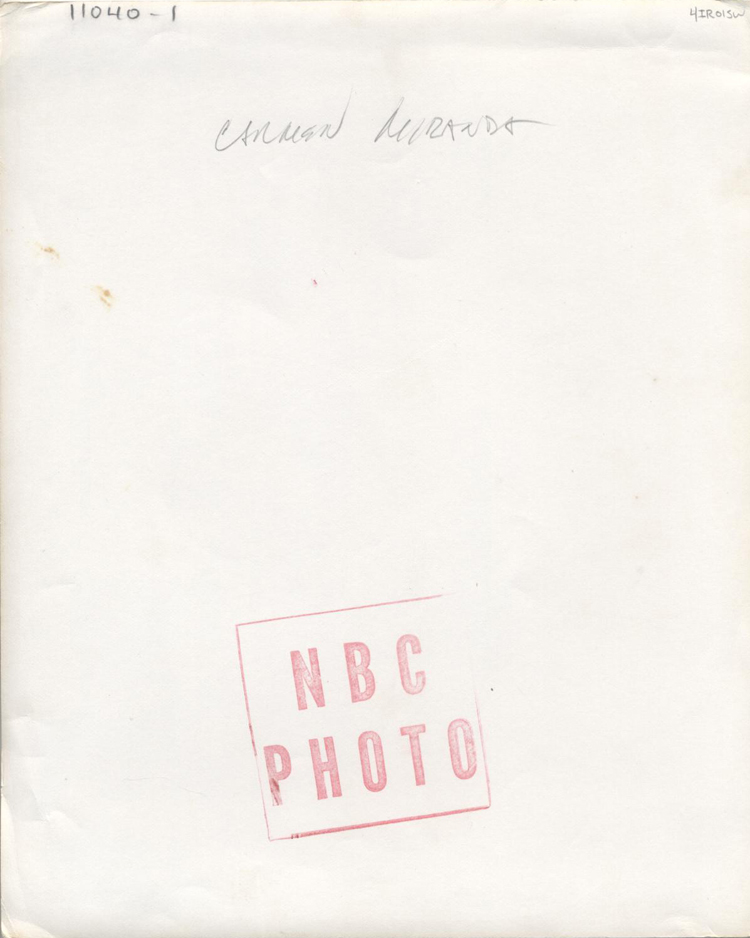 11040-1
4IR01SW
CARMEN MIRANDA
NBC
PHOTO